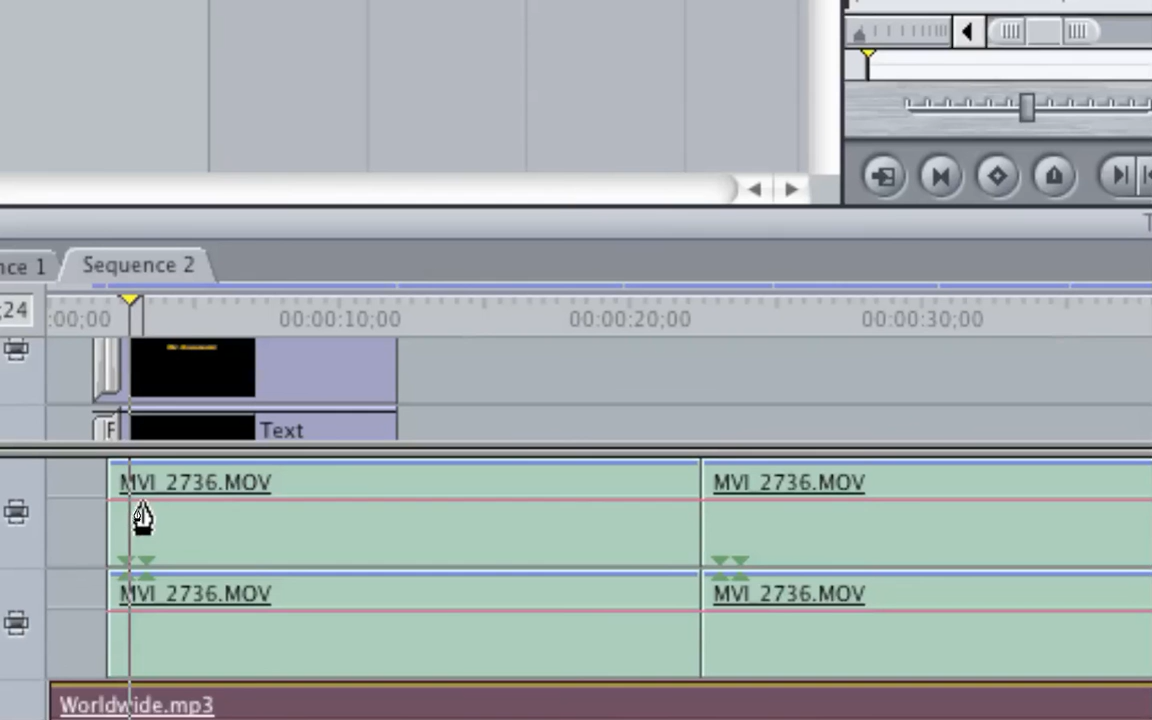 nce 1
Sequence 2
;24
:00;00
00:00:10;00
00:00:20;00
00:00:30;00
F
Text
MVI_2736.MOV
MVI_2736.MOV
MVI_2736.MOV
MVI_2736.MOV
Worldwide.mp3